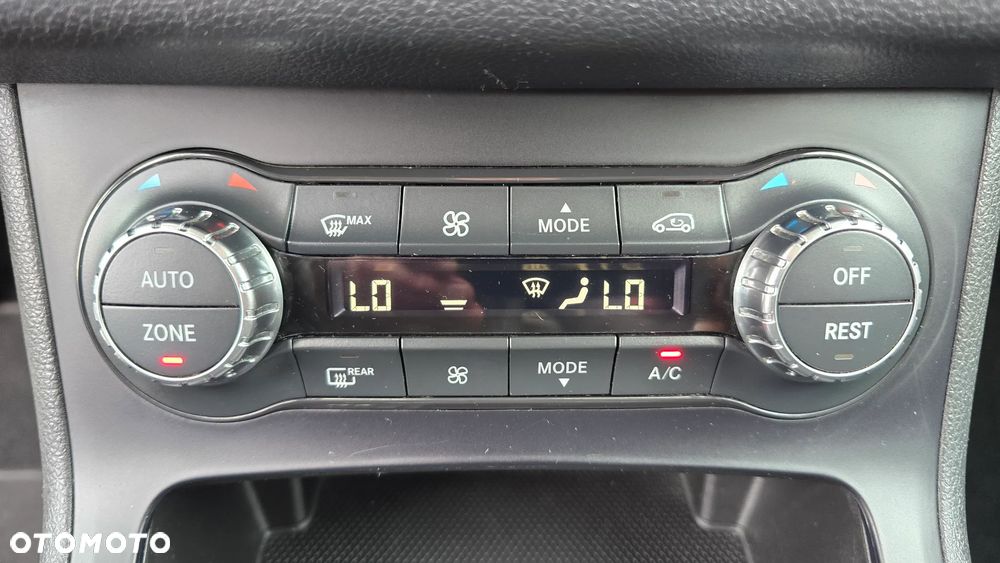 MAX
MODE
AUTO
OFF
LO
LO
ZONE
REST
REAR
MODE
A/C
OTOMOTO